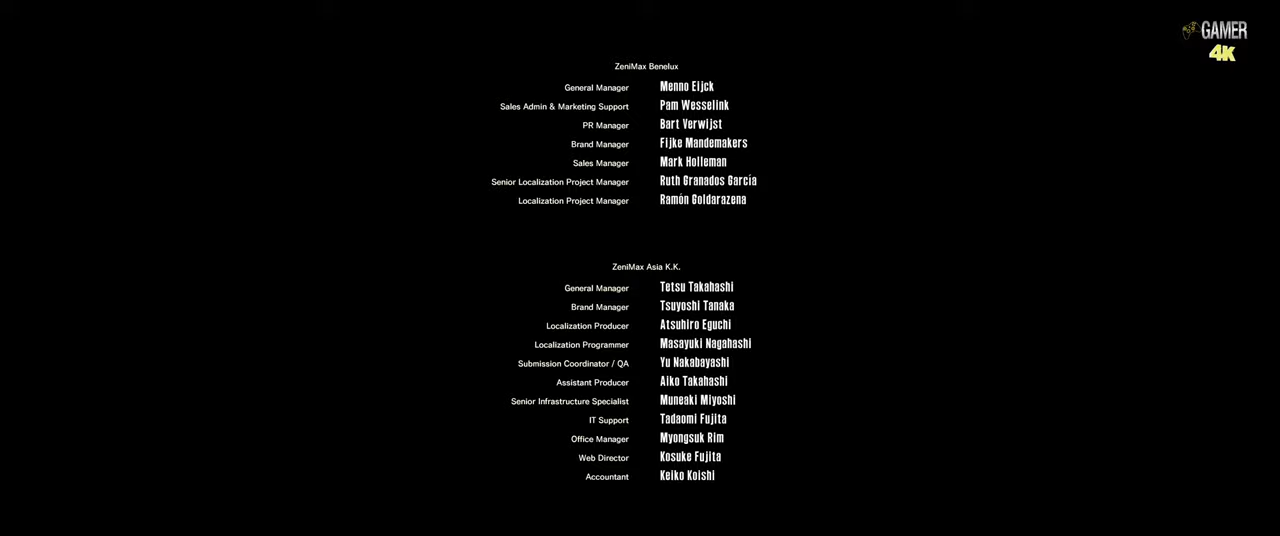 GAMER
4K
ZeniMax Benelux
General Manager Menno Eijck
Sales Admin & Marketing Support Pam Wesselink
PR Manager Bart Verwijst
Brand Manager Fijke Mandemakers
Sales Manager Mark Holleman
Senior Localization Project Manager Ruth Granados García
Localization Project Manager Ramón Goldarazena
ZeniMax Asia K.K.
General Manager Tetsu Takahashi
Brand Manager Tsuyoshi Tanaka
Localization Producer Atsuhiro Eguchi
Localization Programmer Masayuki Nagahashi
Submission Coordinator / QA Yu Nakabayashi
Assistant Producer Aiko Takahashi
Senior Infrastructure Specialist Muneaki Miyoshi
IT Support Tadaomi Fujita
Office Manager Myongsuk Rim
Web Director Kosuke Fujita
Accountant Keiko Koishi